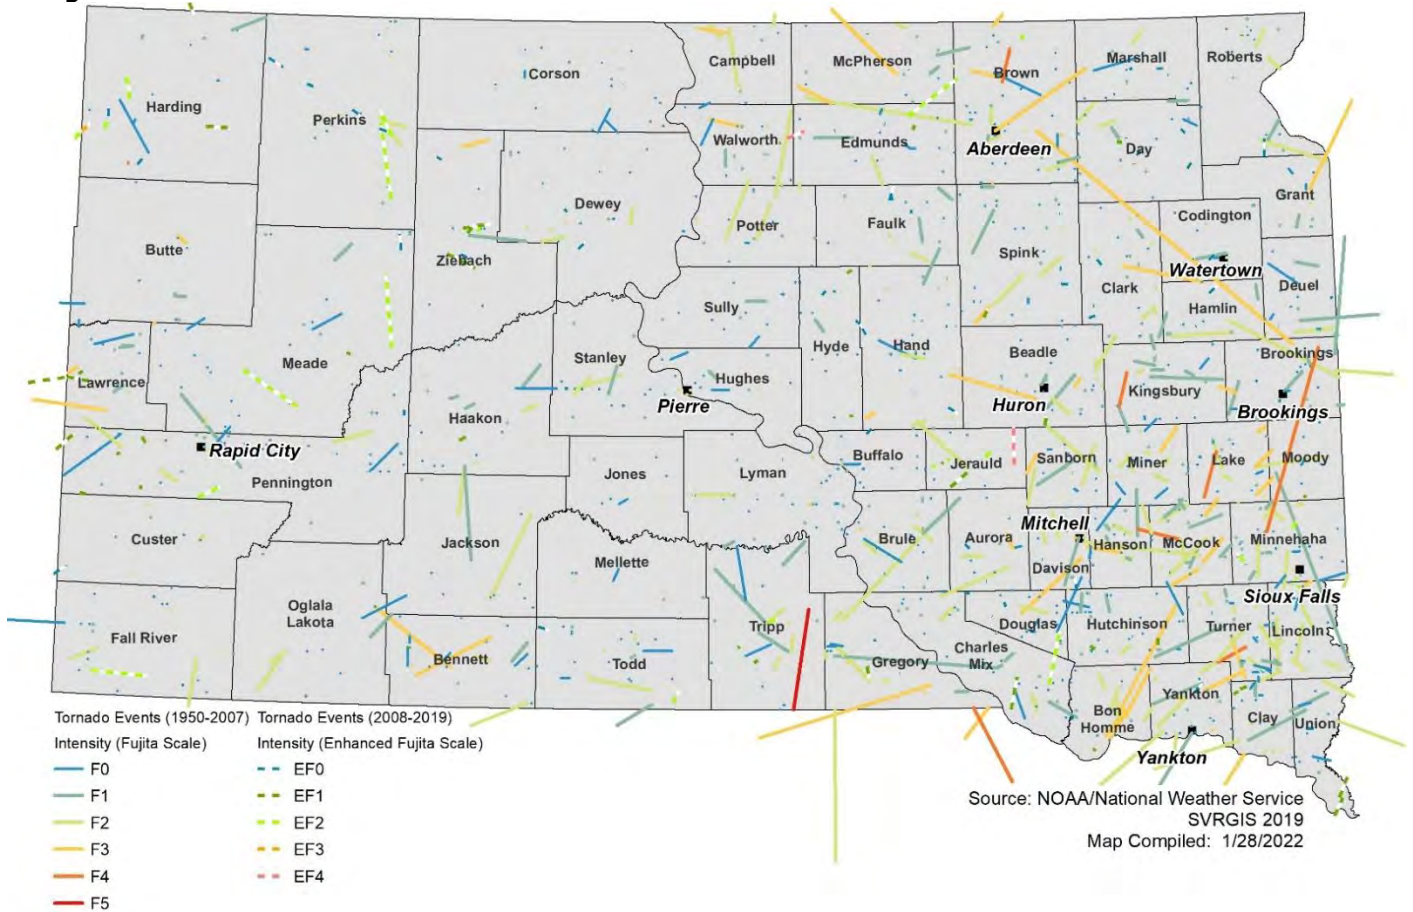 Campbell
McPherson
Brown
Marshall
Roberts
Corson
Harding
Perkins
Walworth
Edmunds
Aberdeen
Day
Grant
Dewey
Codington
Potter
Faulk
Butte
Ziebach
Spink
Watertown
Clark
Deuel
Sully
Hamlin
Stanley
Hyde
Hand
Beadle
Brookings
Meade
Lawrence
Hughes
Kingsbury
Pierre
Huron
Brookings
Haakon
Rapid City
Buffalo
Jerauld
Sanborn
Miner
Lake
Moody
Pennington
Jones
Lyman
Mitchell
Custer
Jackson
Brule
Aurora
Hanson
McCook
Minnehaha
Mellette
Davison
Sioux Falls
Oglala
Lakota
Tripp
Douglas
Hutchinson
Turner
Lincoln
Fall River
Bennett
Todd
Gregory
Charles
Mix
Yankton
Bon
Homme
Clay
Union
Yankton
Tornado Events (1950-2007) Tornado Events (2008-2019)
Intensity (Fujita Scale) Intensity (Enhanced Fujita Scale)
F0 EF0
F1 EF1
F2 EF2
F3 EF3
F4 EF4
F5
Source: NOAA/National Weather Service
SVRGIS 2019
Map Compiled: 1/28/2022